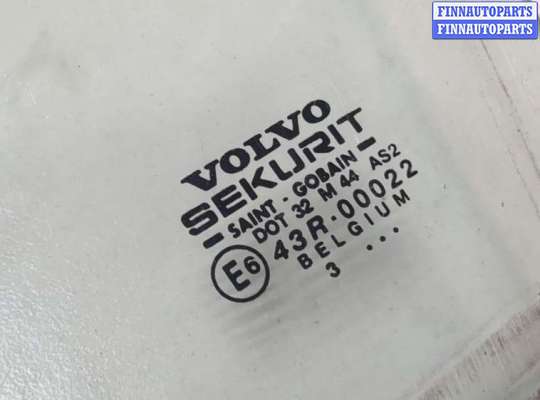 FINNAUTOPARTS
FINNAUTOPARTS
VOLVO
SEKURIT
- SAINT - GOBAIN -
DOT 32 M 44 AS2
E6 43R-00022
BELGIUM
3 ...